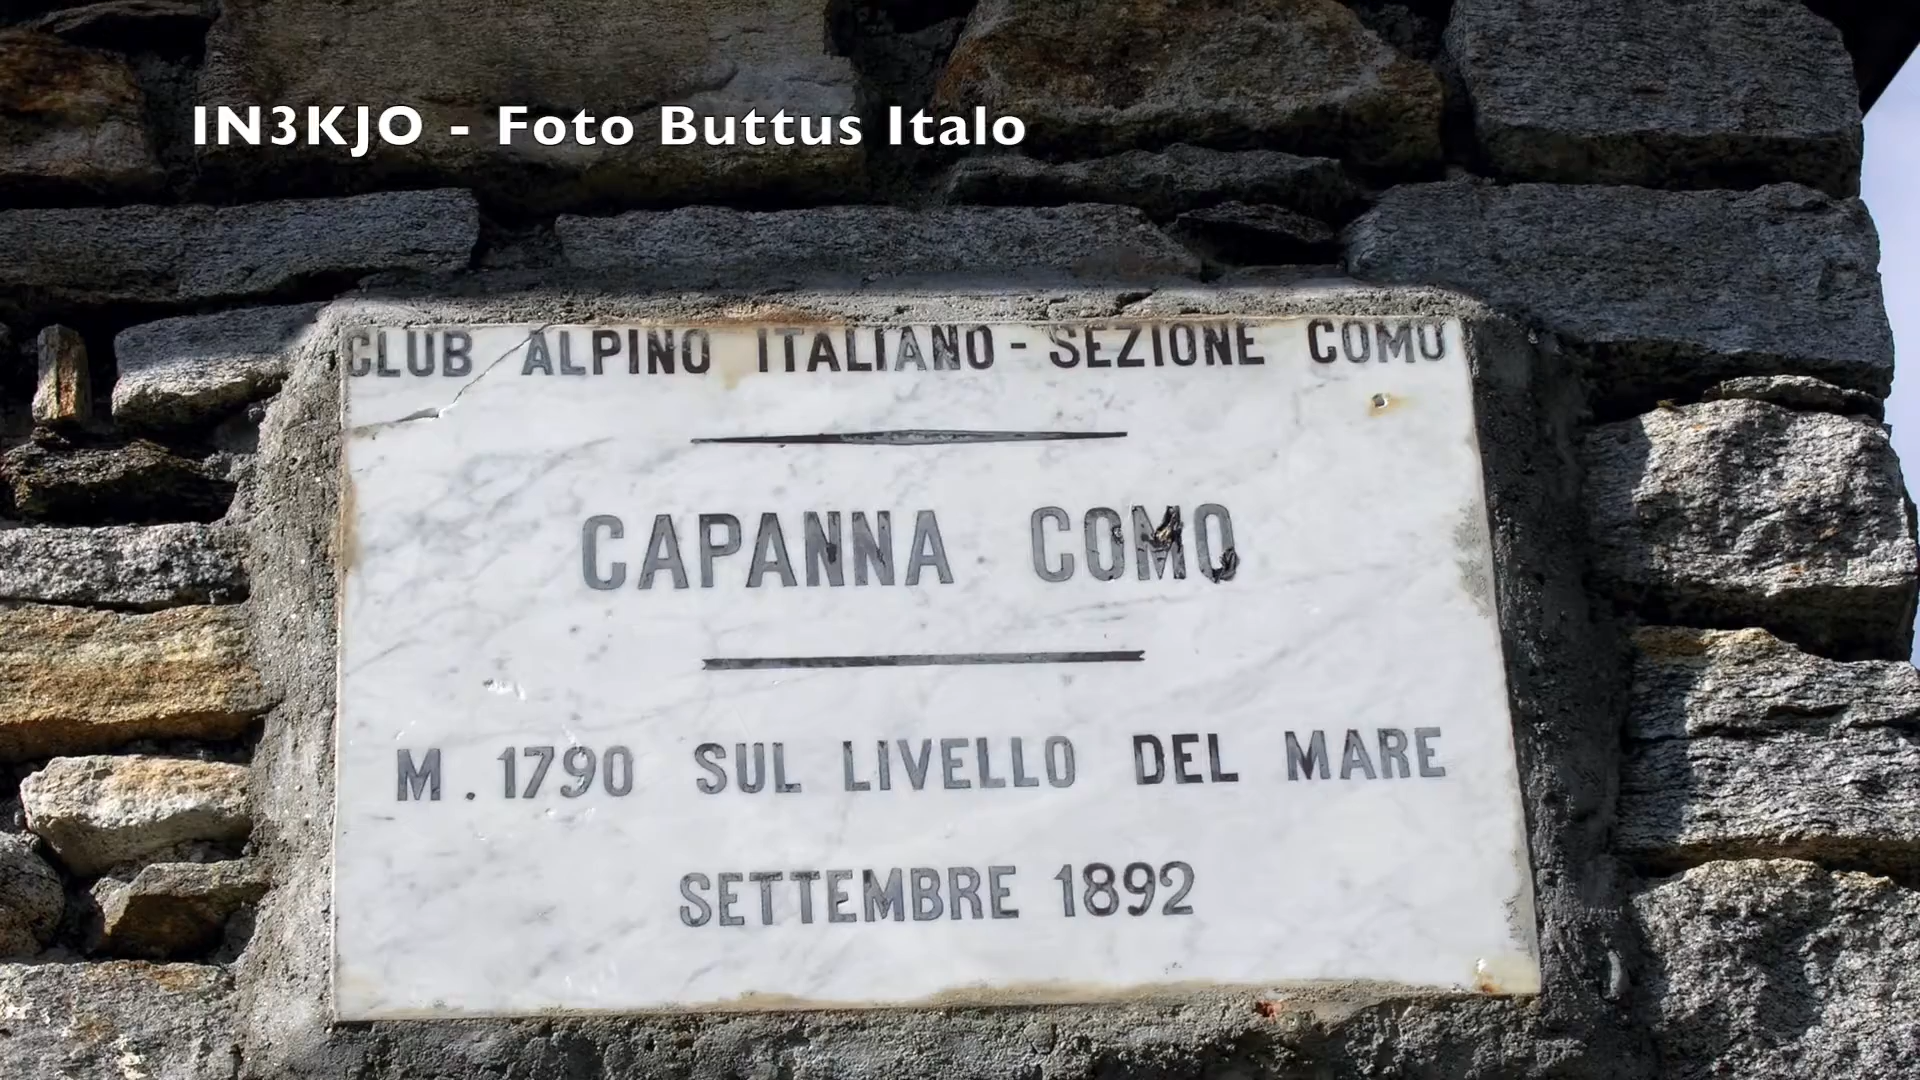 IN3KJO - Foto Buttus Italo
CLUB ALPINO ITALIANO - SEZIONE COMO
CAPANNA COMO
M. 1790 SUL LIVELLO DEL MARE
SETTEMBRE 1892